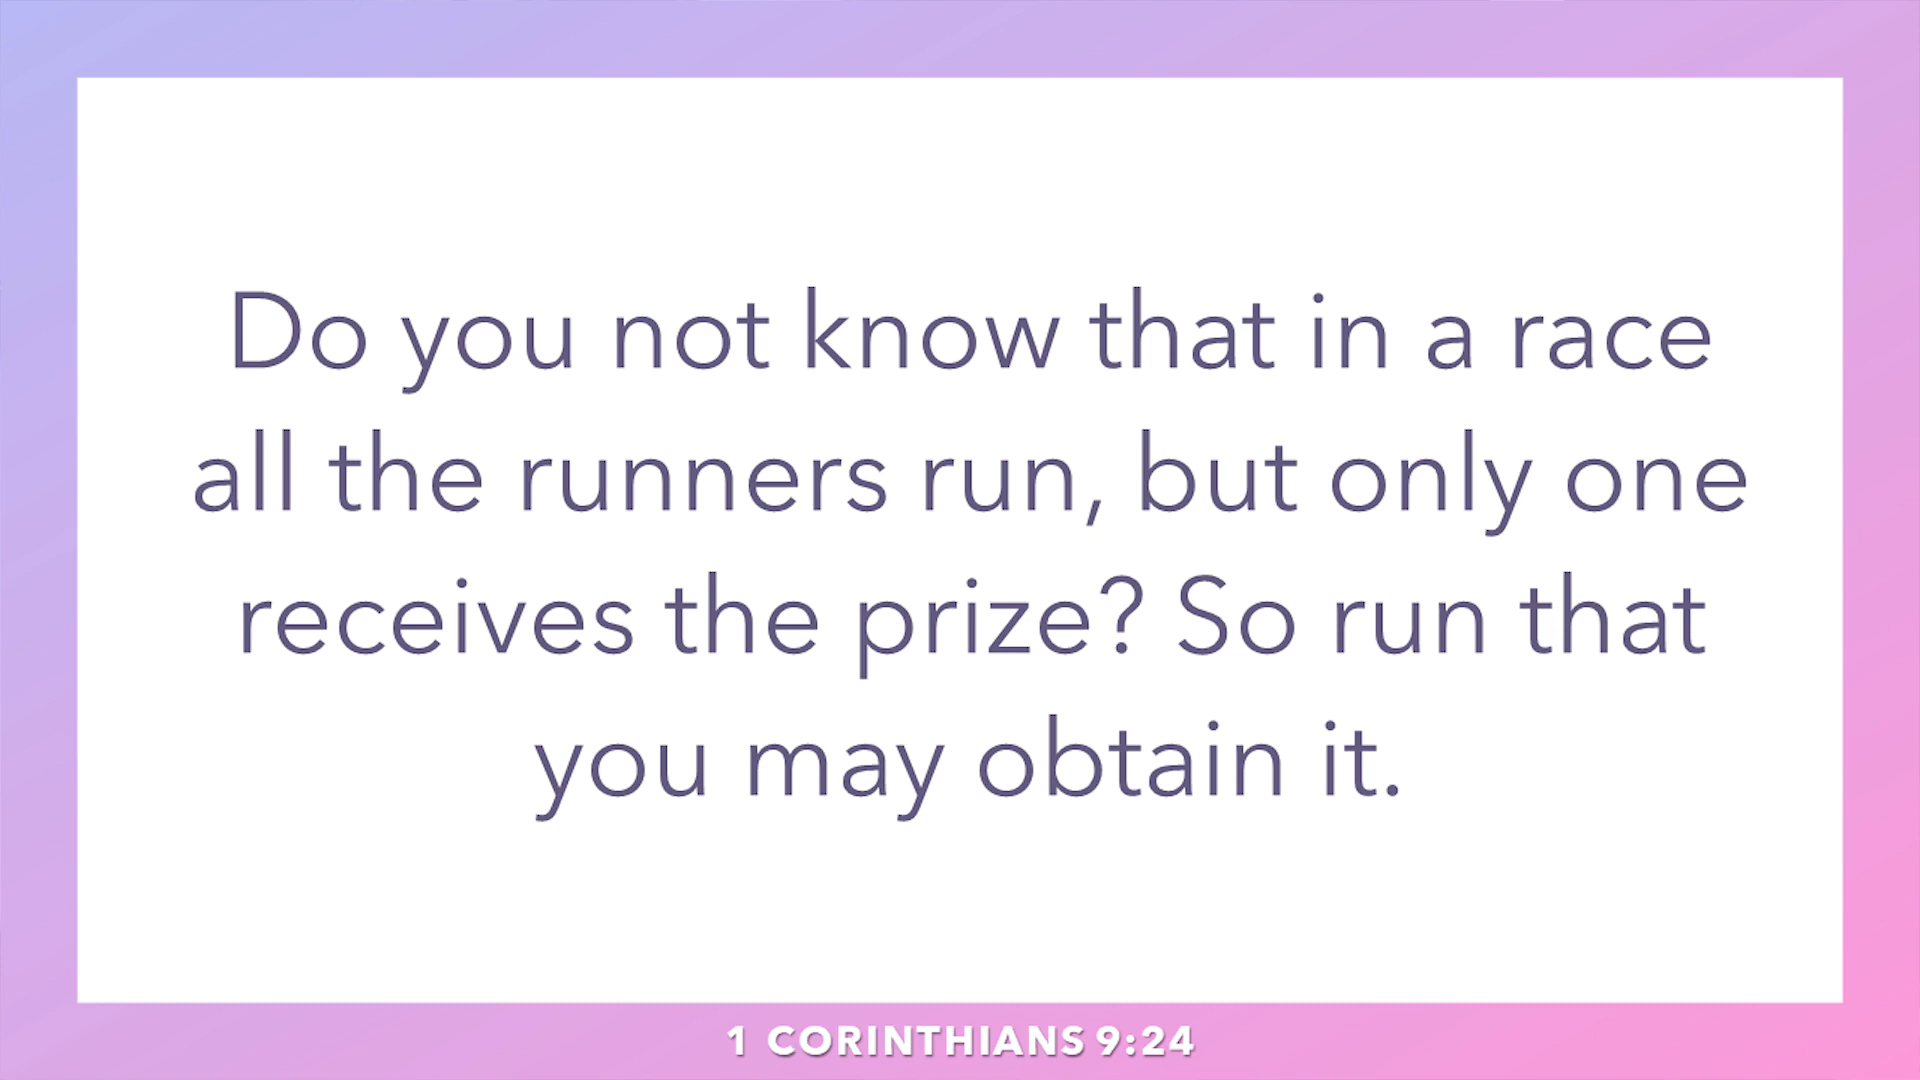 Do you not know that in a race
all the runners run, but only one
receives the prize? So run that
you may obtain it.
1 CORINTHIANS 9:24